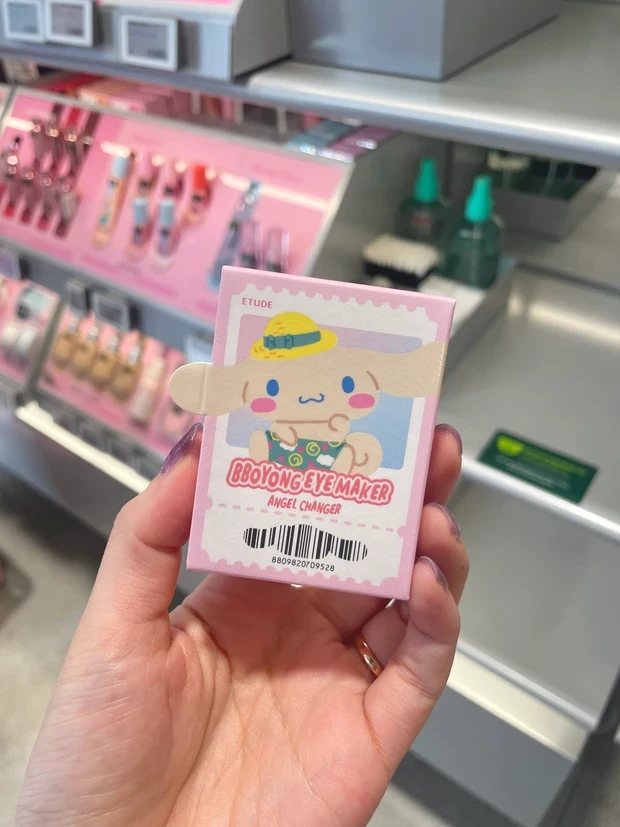 ETUDE
BBOYONG EYE MAKER
ANGEL CHANGER
8809820709528